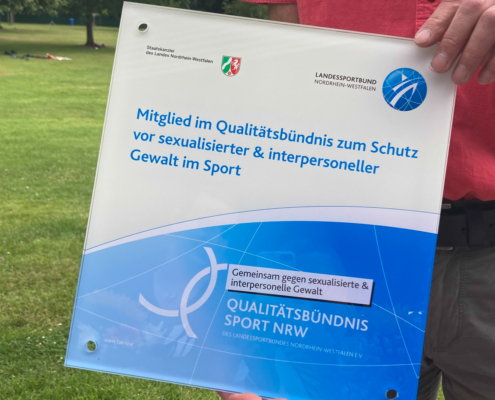 Staatskanzlei
des Landes Nordrhein-Westfalen
LANDESSPORTBUND
NORDRHEIN-WESTFALEN
Mitglied im Qualitätsbündnis zum Schutz
vor sexualisierter & interpersoneller
Gewalt im Sport
Gemeinsam gegen sexualisierte &
interpersonelle Gewalt
QUALITÄTSBÜNDNIS
SPORT NRW
DES LANDESSPORTBUNDES NORDRHEIN-WESTFALEN E.V.